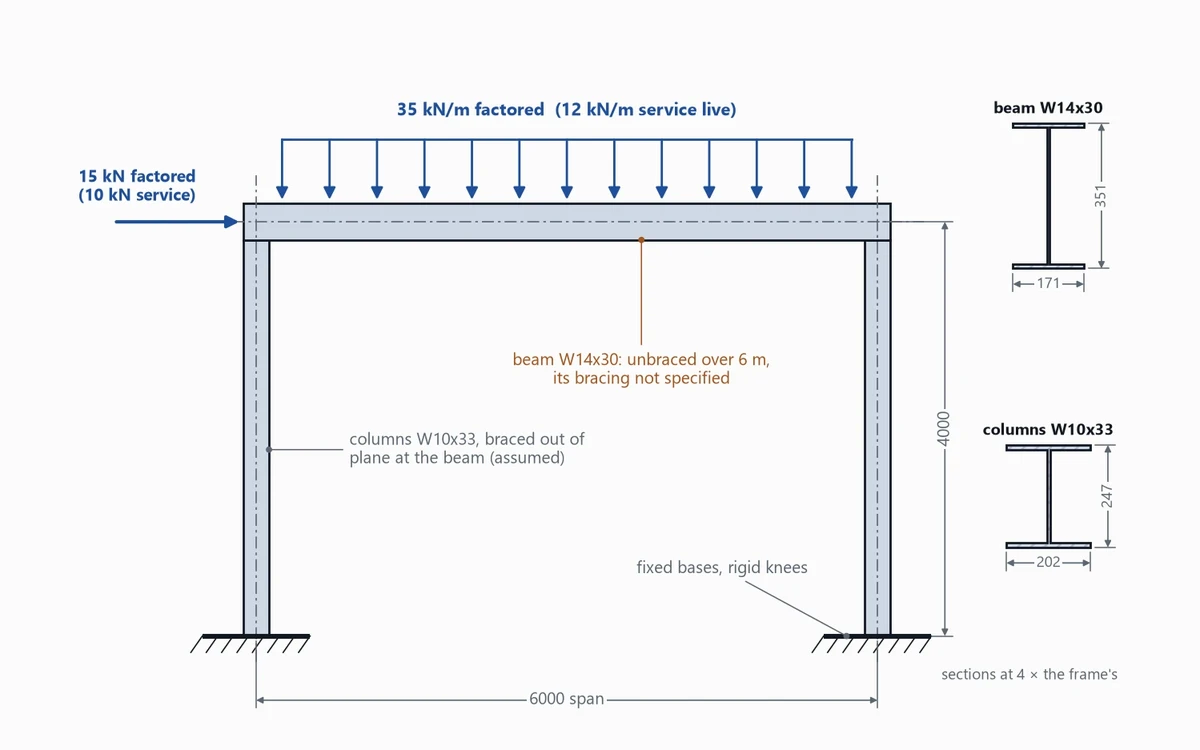 35 kN/m factored  (12 kN/m service live)
beam W14x30
15 kN factored
(10 kN service)
351
171
beam W14x30: unbraced over 6 m,
its bracing not specified
columns W10x33, braced out of
plane at the beam (assumed)
4000
columns W10x33
247
202
fixed bases, rigid knees
sections at 4 × the frame's
6000 span